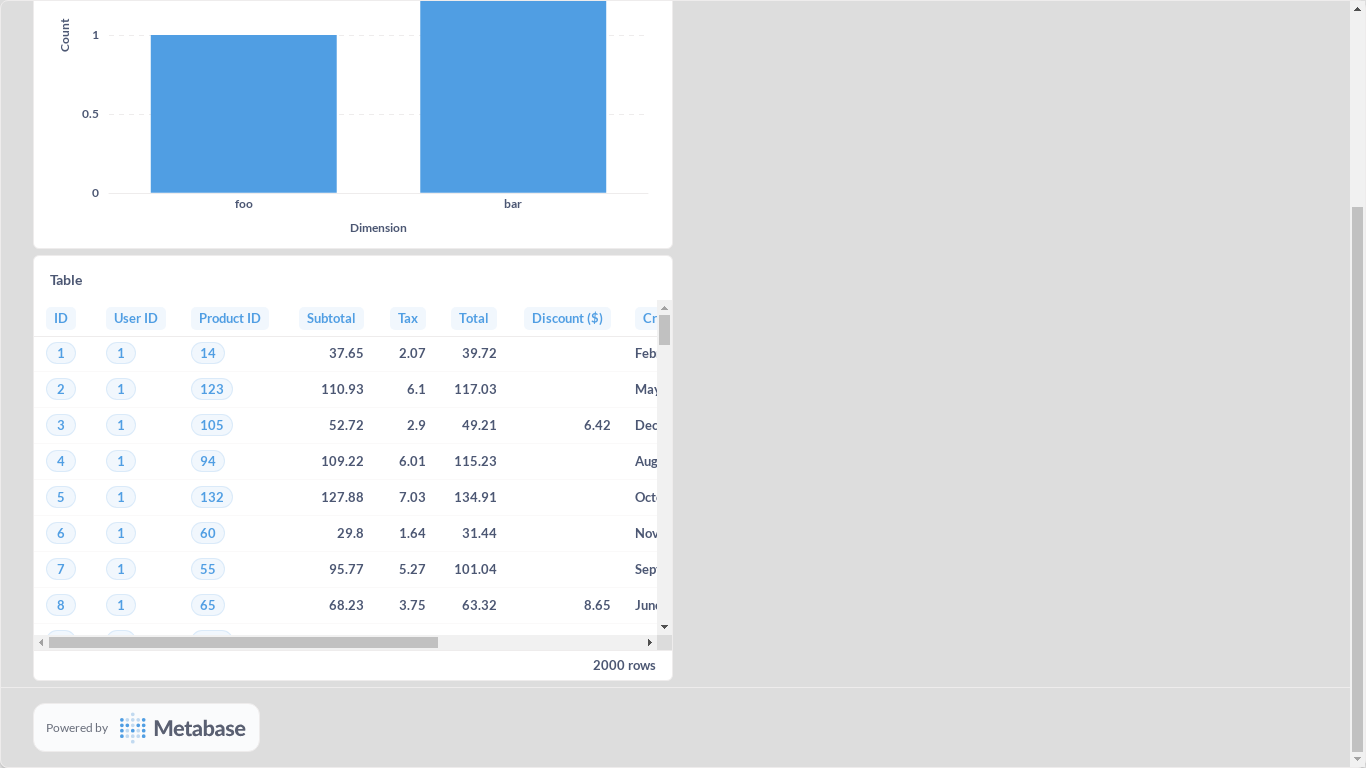 Count
1
0.5
0
foo bar
Dimension
Table
ID User ID Product ID Subtotal Tax Total Discount ($) Cr
1 1 14 37.65 2.07 39.72 Feb
2 1 123 110.93 6.1 117.03 May
3 1 105 52.72 2.9 49.21 6.42 Dec
4 1 94 109.22 6.01 115.23 Aug
5 1 132 127.88 7.03 134.91 Oct
6 1 60 29.8 1.64 31.44 Nov
7 1 55 95.77 5.27 101.04 Sep
8 1 65 68.23 3.75 63.32 8.65 June
2000 rows
Powered by Metabase